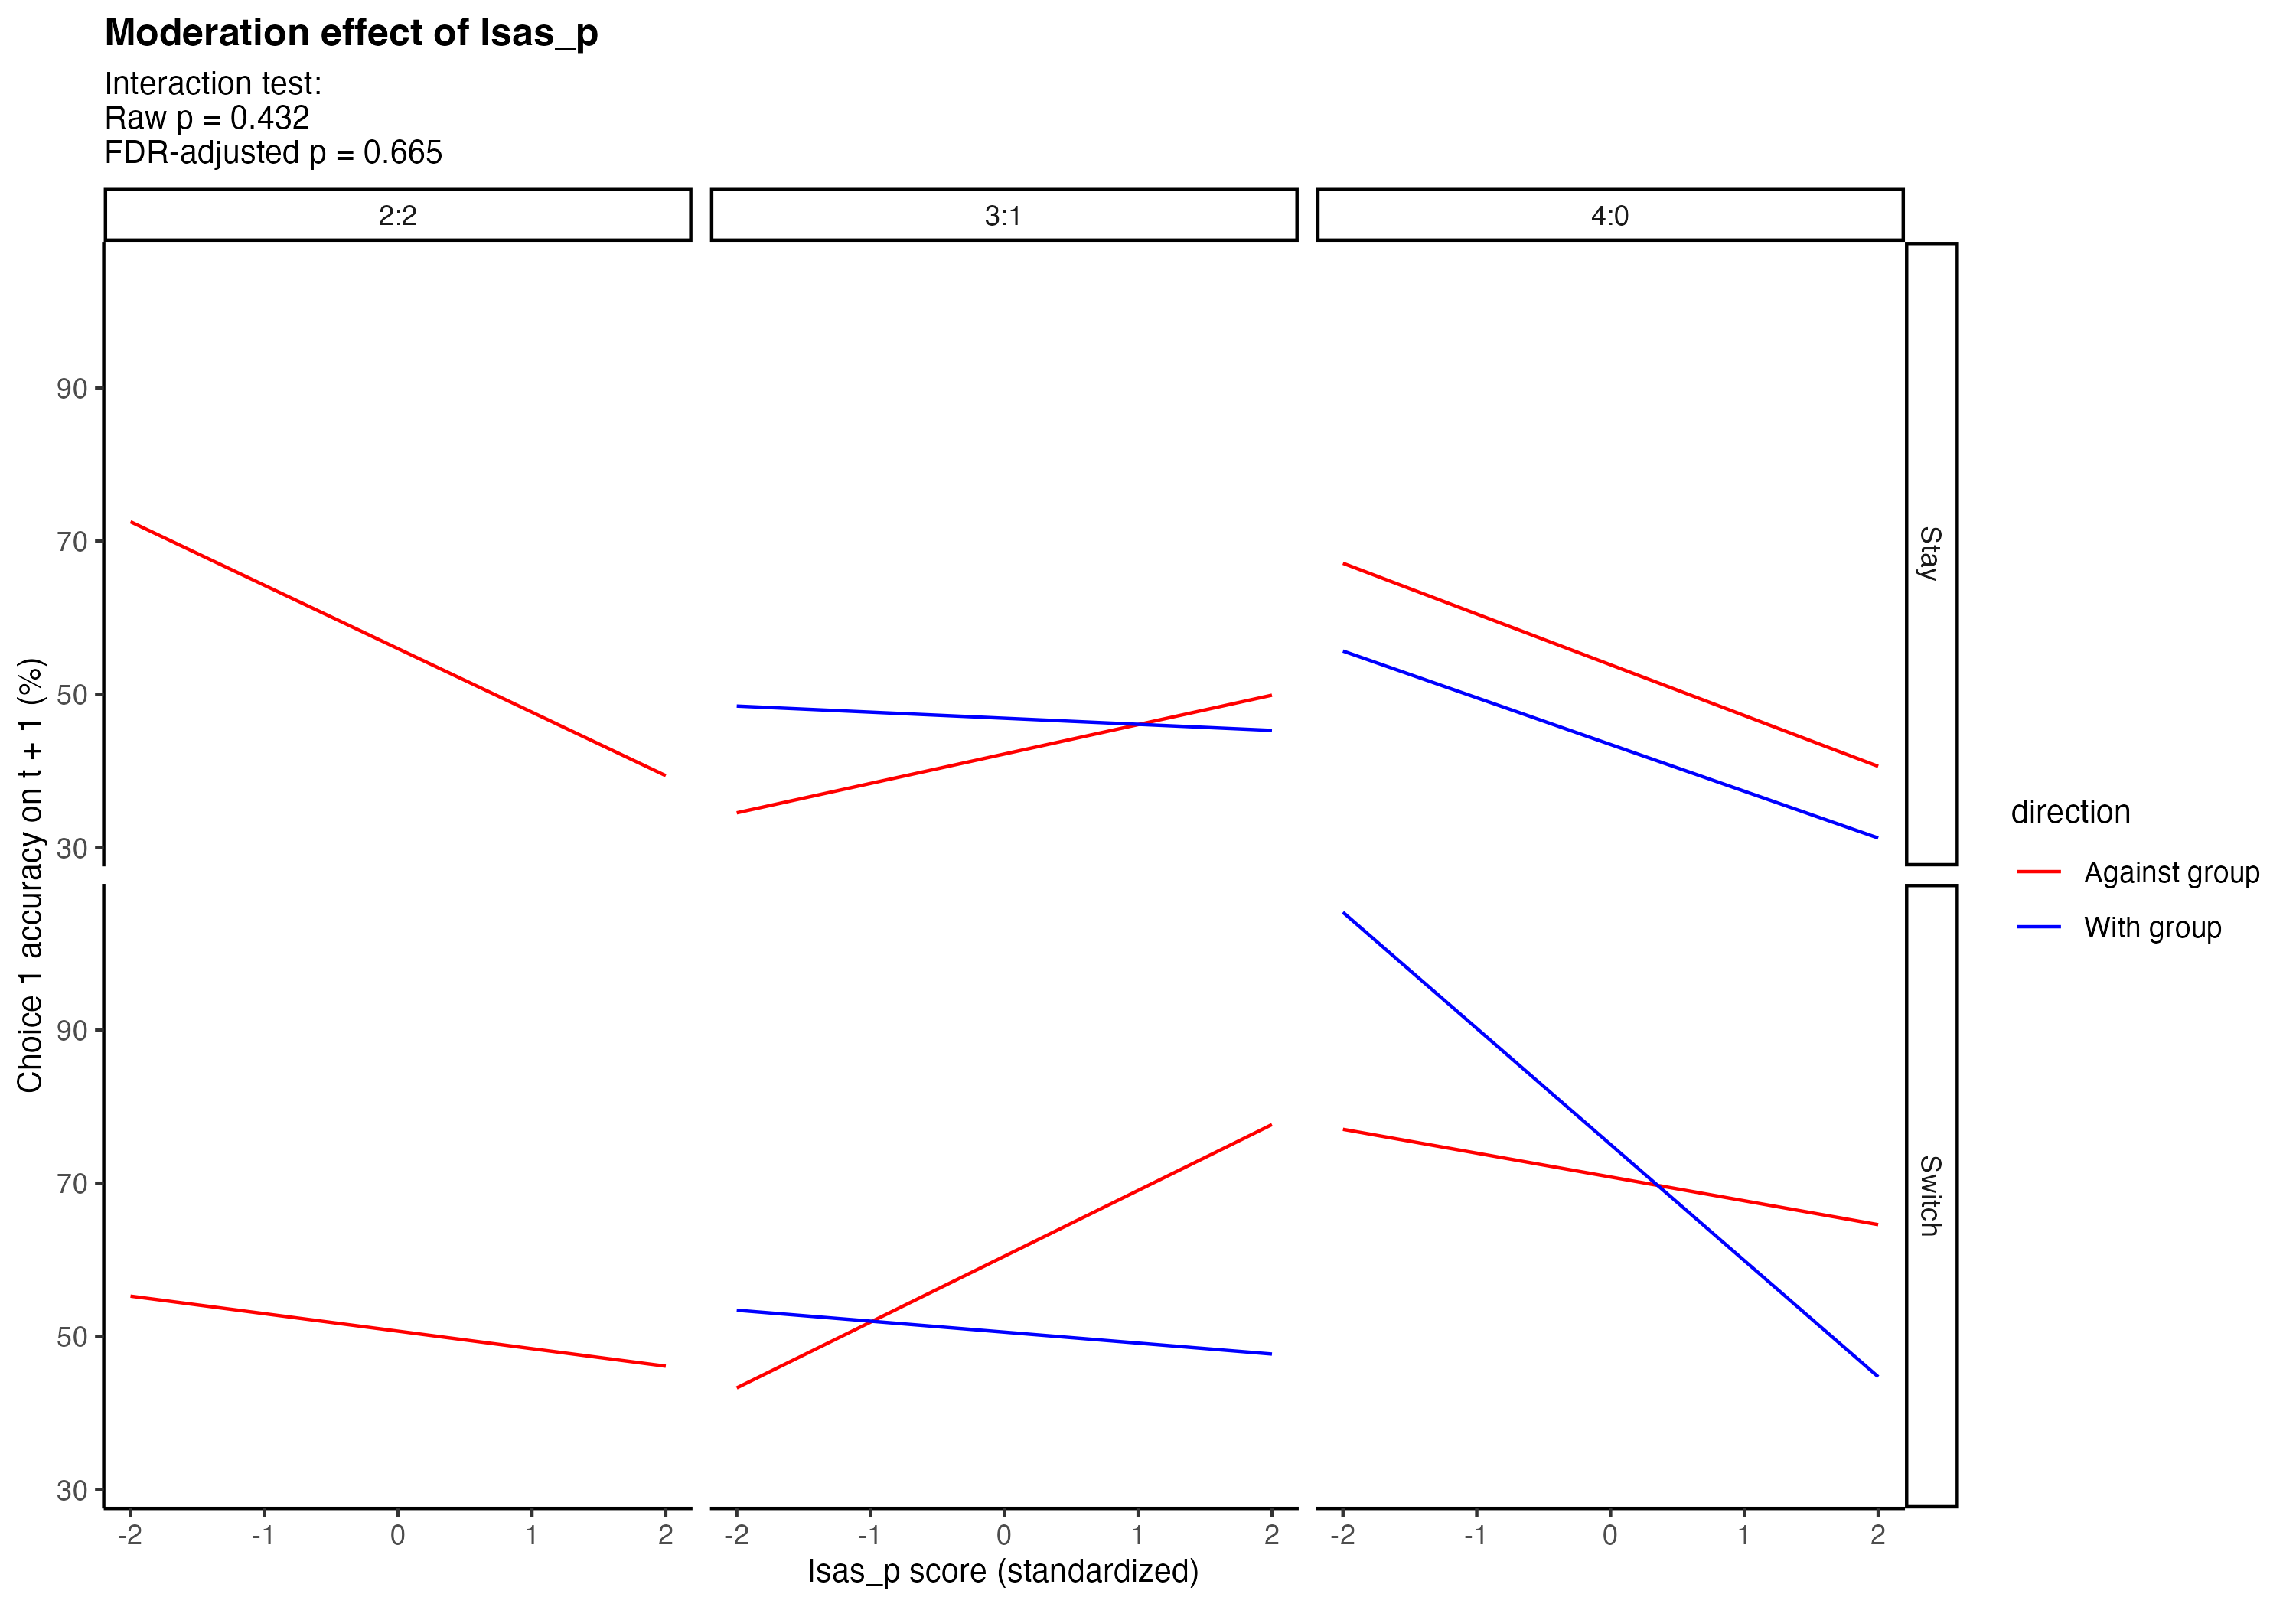 Moderation effect of lsas_p
Interaction test:
Raw p = 0.432
FDR-adjusted p = 0.665
2:2 3:1 4:0
Stay
Switch
Choice 1 accuracy on t + 1 (%)
90
70
50
30
90
70
50
30
-2 -1 0 1 2 -2 -1 0 1 2 -2 -1 0 1 2
lsas_p score (standardized)
direction
Against group
With group